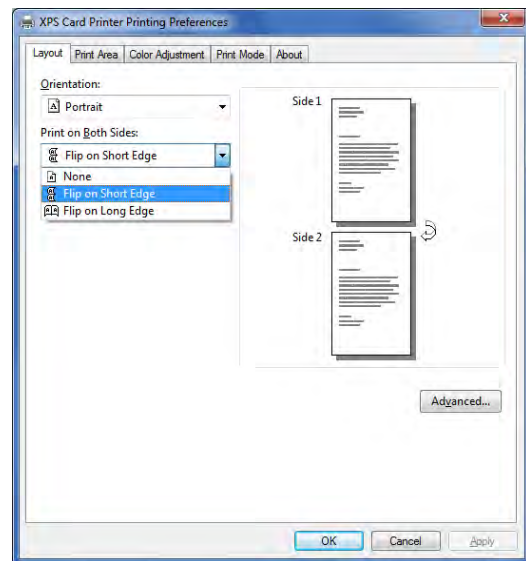 XPS Card Printer Printing Preferences
Layout Print Area Color Adjustment Print Mode About
Orientation:
Portrait
Print on Both Sides:
Flip on Short Edge
None
Flip on Short Edge
Flip on Long Edge
Side 1
Side 2
Advanced...
OK Cancel Apply